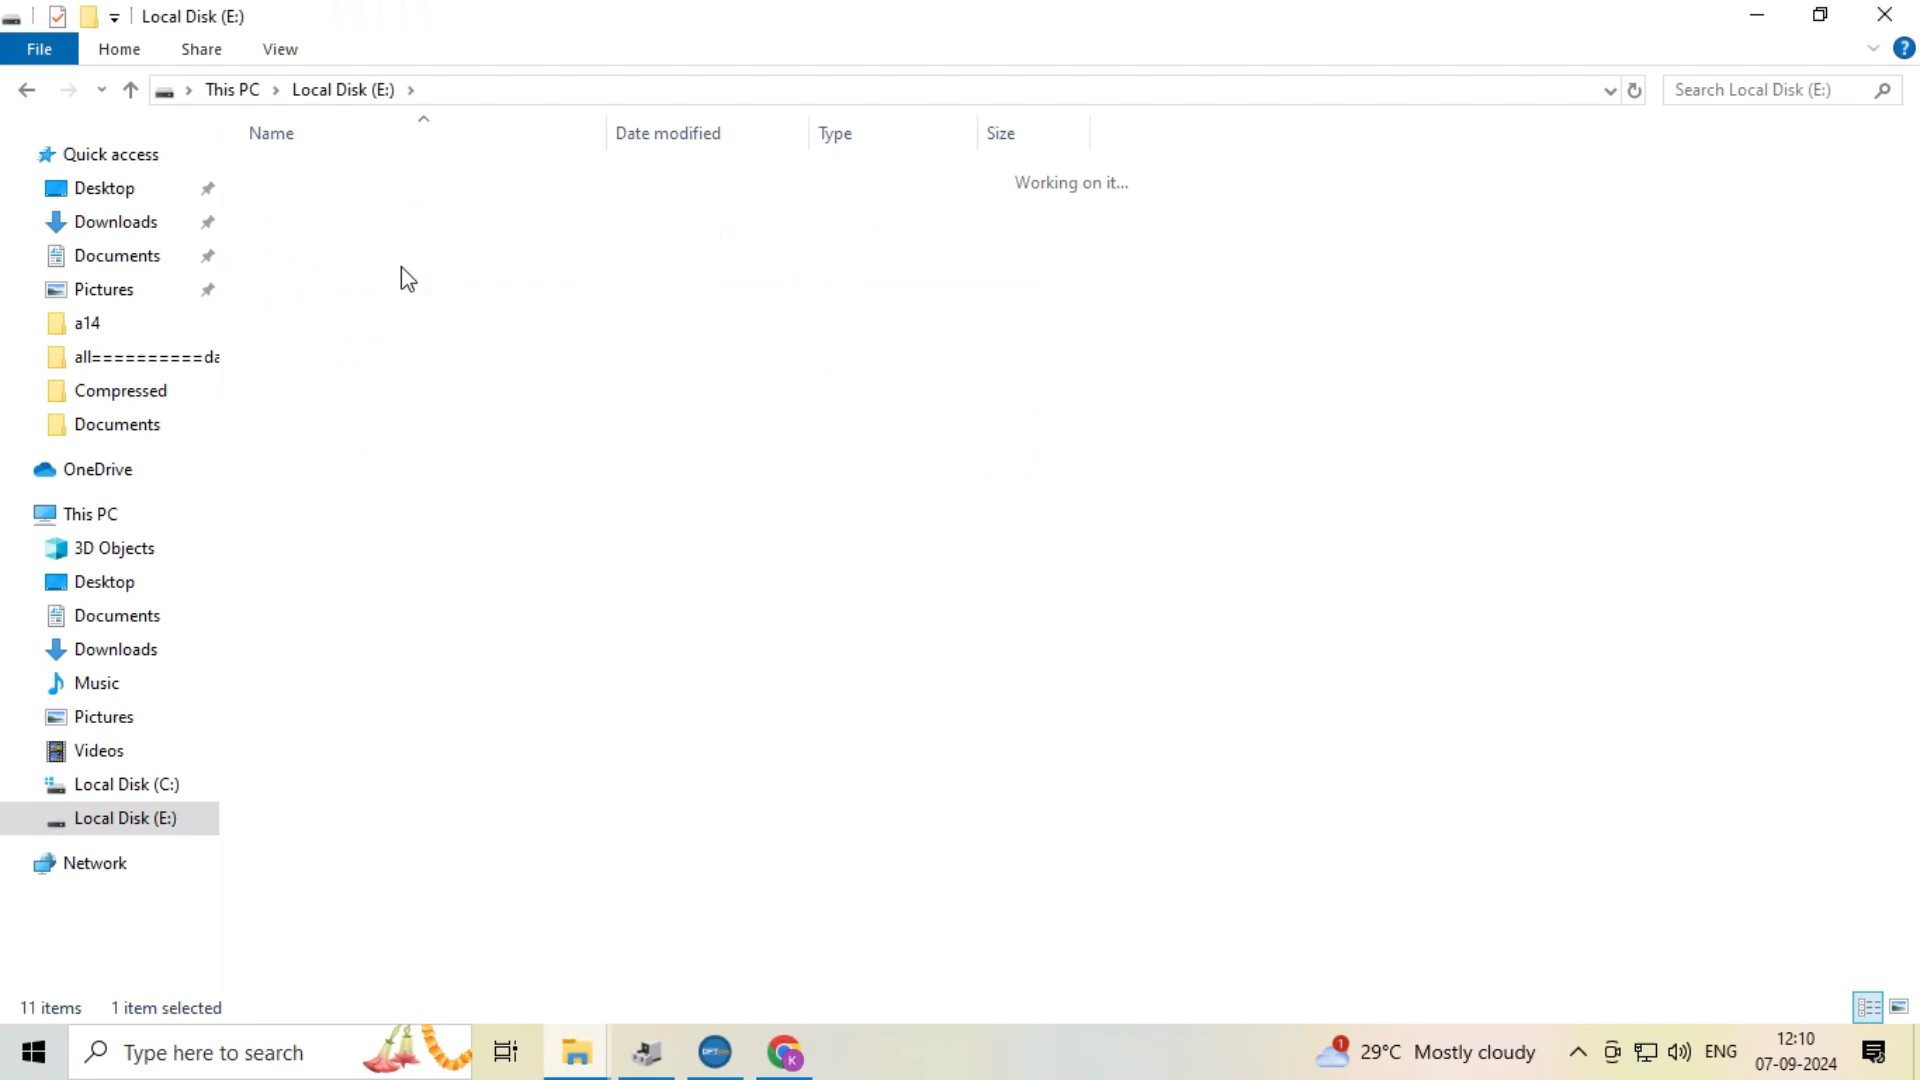 Local Disk (E:)
File Home Share View
This PC Local Disk (E:)
Search Local Disk (E:)
Name Date modified Type Size
Working on it...
Quick access
Desktop
Downloads
Documents
Pictures
a14
all==========da
Compressed
Documents
OneDrive
This PC
3D Objects
Desktop
Documents
Downloads
Music
Pictures
Videos
Local Disk (C:)
Local Disk (E:)
Network
11 items 1 item selected
Type here to search
K
1
29°C Mostly cloudy
ENG
12:10
07-09-2024